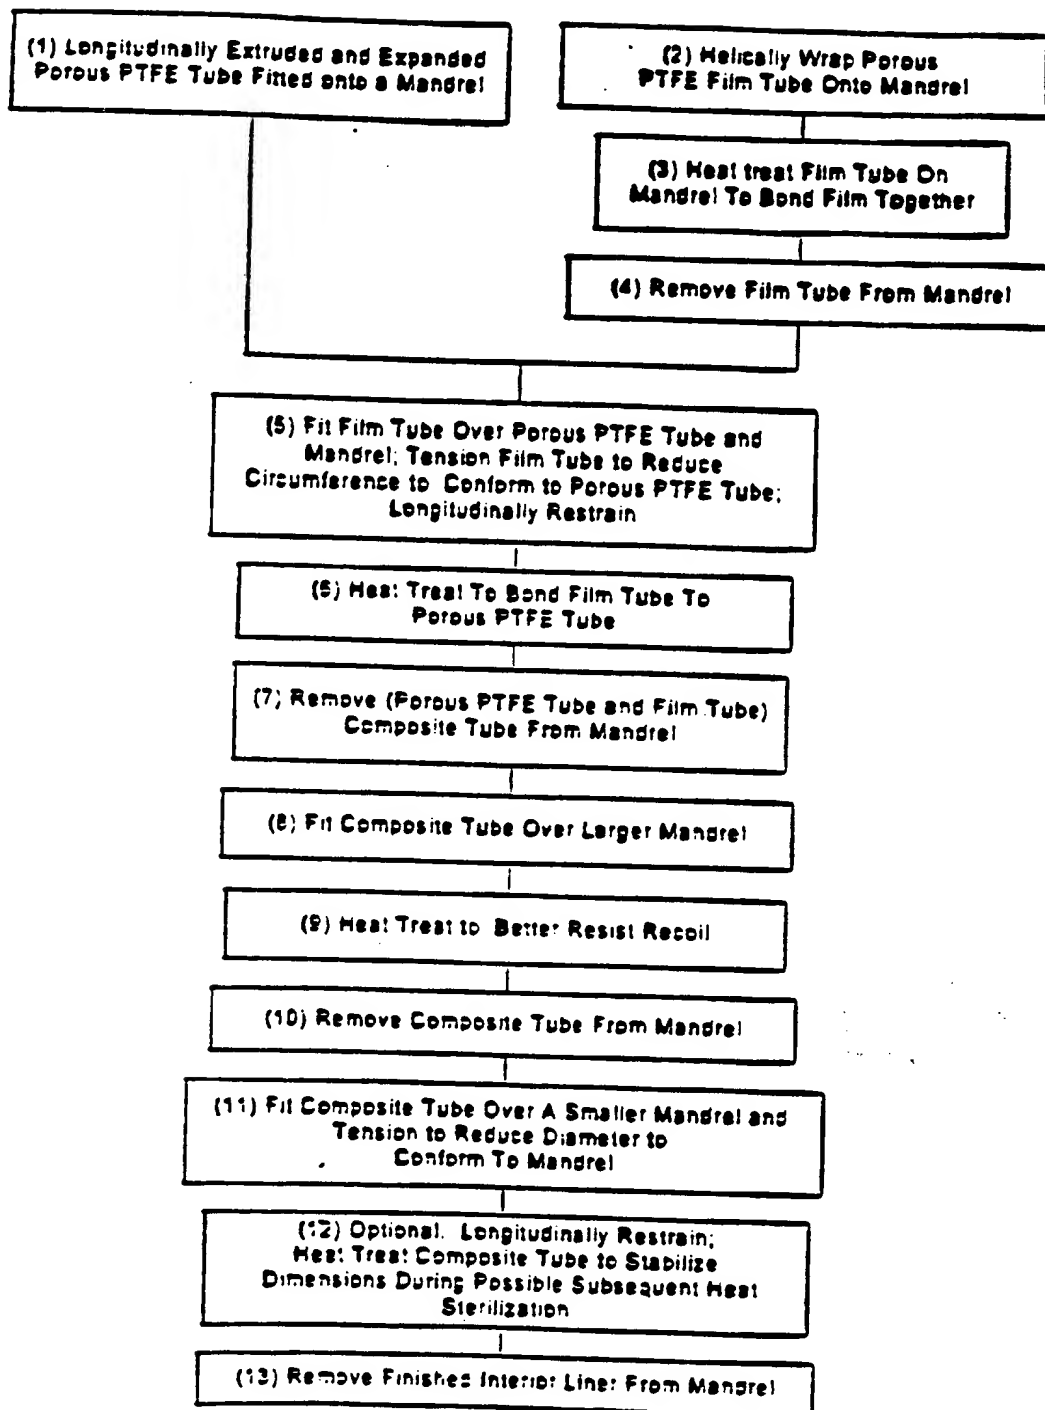 (1) Longitudinally Extruded and Expanded
Porous PTFE Tube Fitted onto a Mandrel
(2) Helically Wrap Porous
PTFE Film Tube Onto Mandrel
(3) Heat treat Film Tube On
Mandrel To Bond Film Together
(4) Remove Film Tube From Mandrel
(5) Fit Film Tube Over Porous PTFE Tube and
Mandrel; Tension Film Tube to Reduce
Circumference to Conform to Porous PTFE Tube;
Longitudinally Restrain
(6) Heat Treat To Bond Film Tube To
Porous PTFE Tube
(7) Remove (Porous PTFE Tube and Film Tube)
Composite Tube From Mandrel
(8) Fit Composite Tube Over Larger Mandrel
(9) Heat Treat to Better Resist Recoil
(10) Remove Composite Tube From Mandrel
(11) Fit Composite Tube Over A Smaller Mandrel and
Tension to Reduce Diameter to
Conform To Mandrel
(12) Optional. Longitudinally Restrain;
Heat Treat Composite Tube to Stabilize
Dimensions During Possible Subsequent Heat
Sterilization
(13) Remove Finished Interior Liner From Mandrel